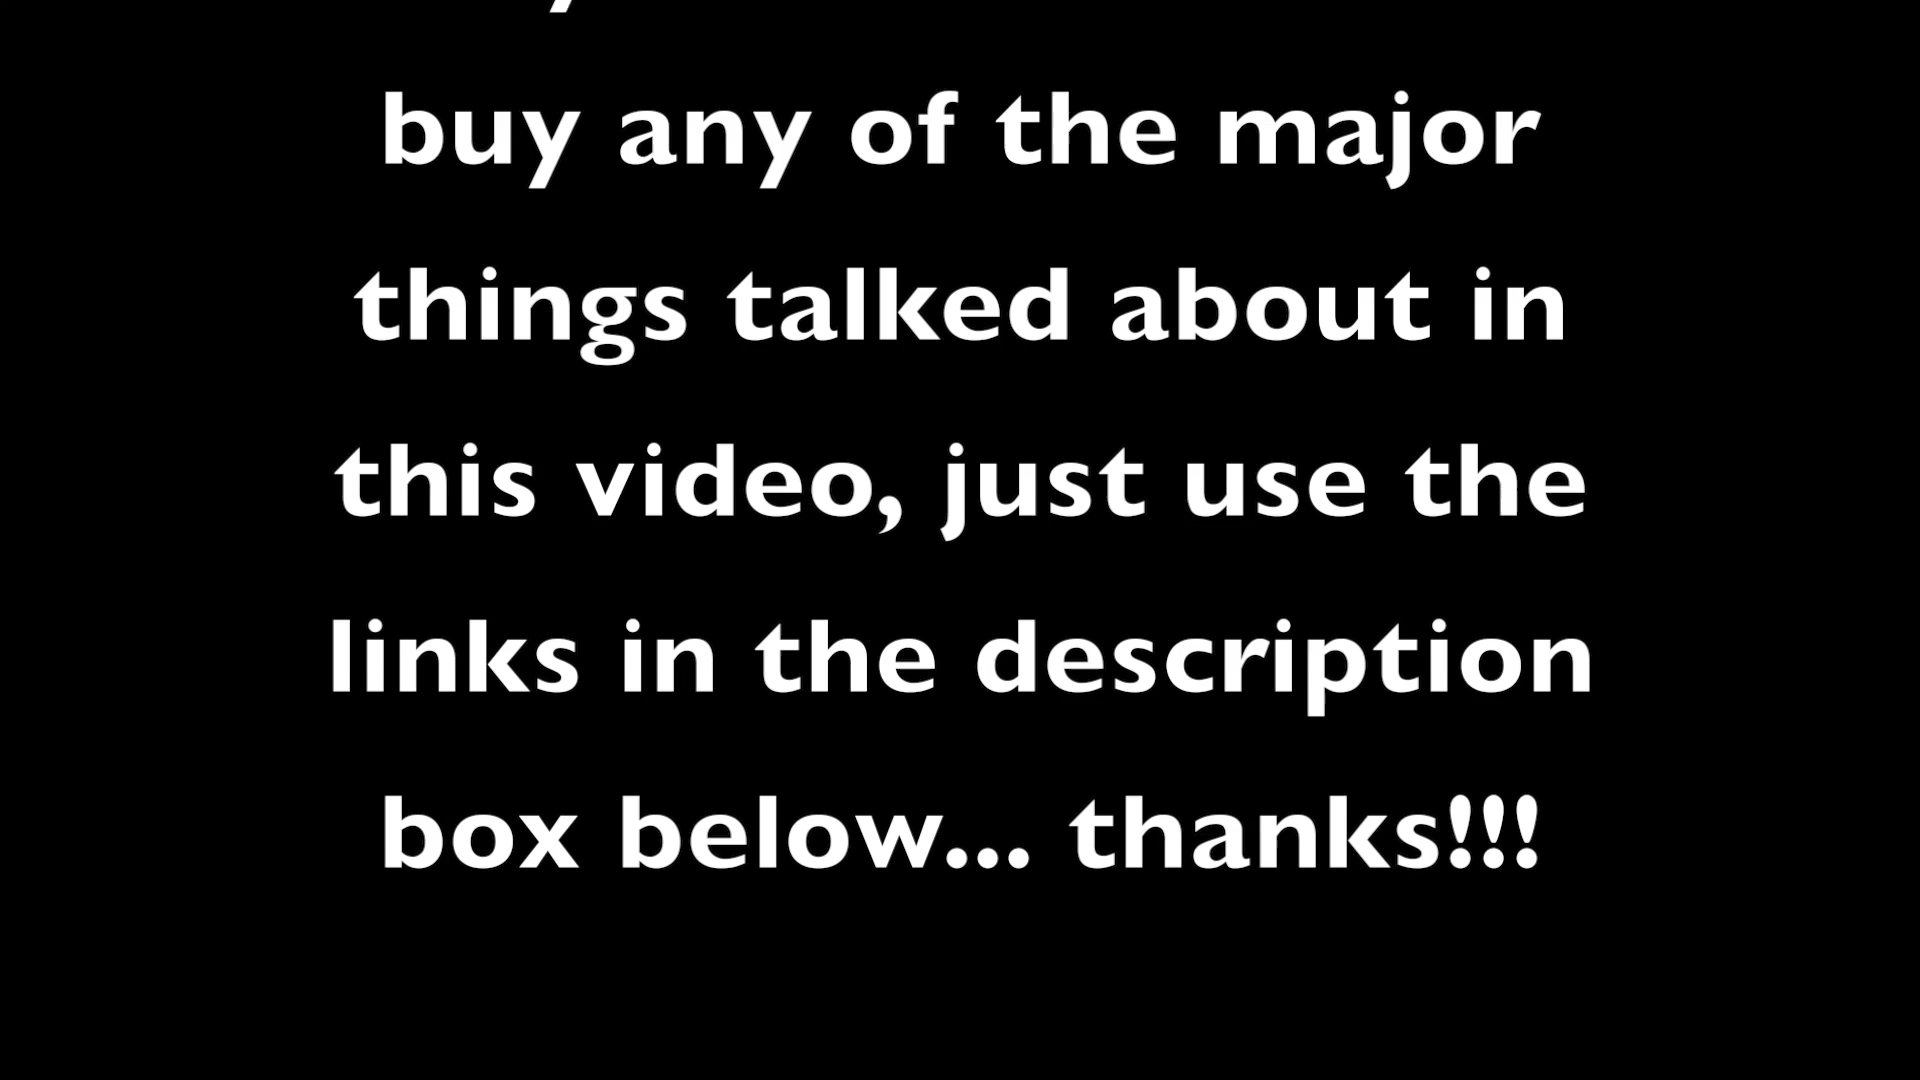 buy any of the major
things talked about in
this video, just use the
links in the description
box below... thanks!!!